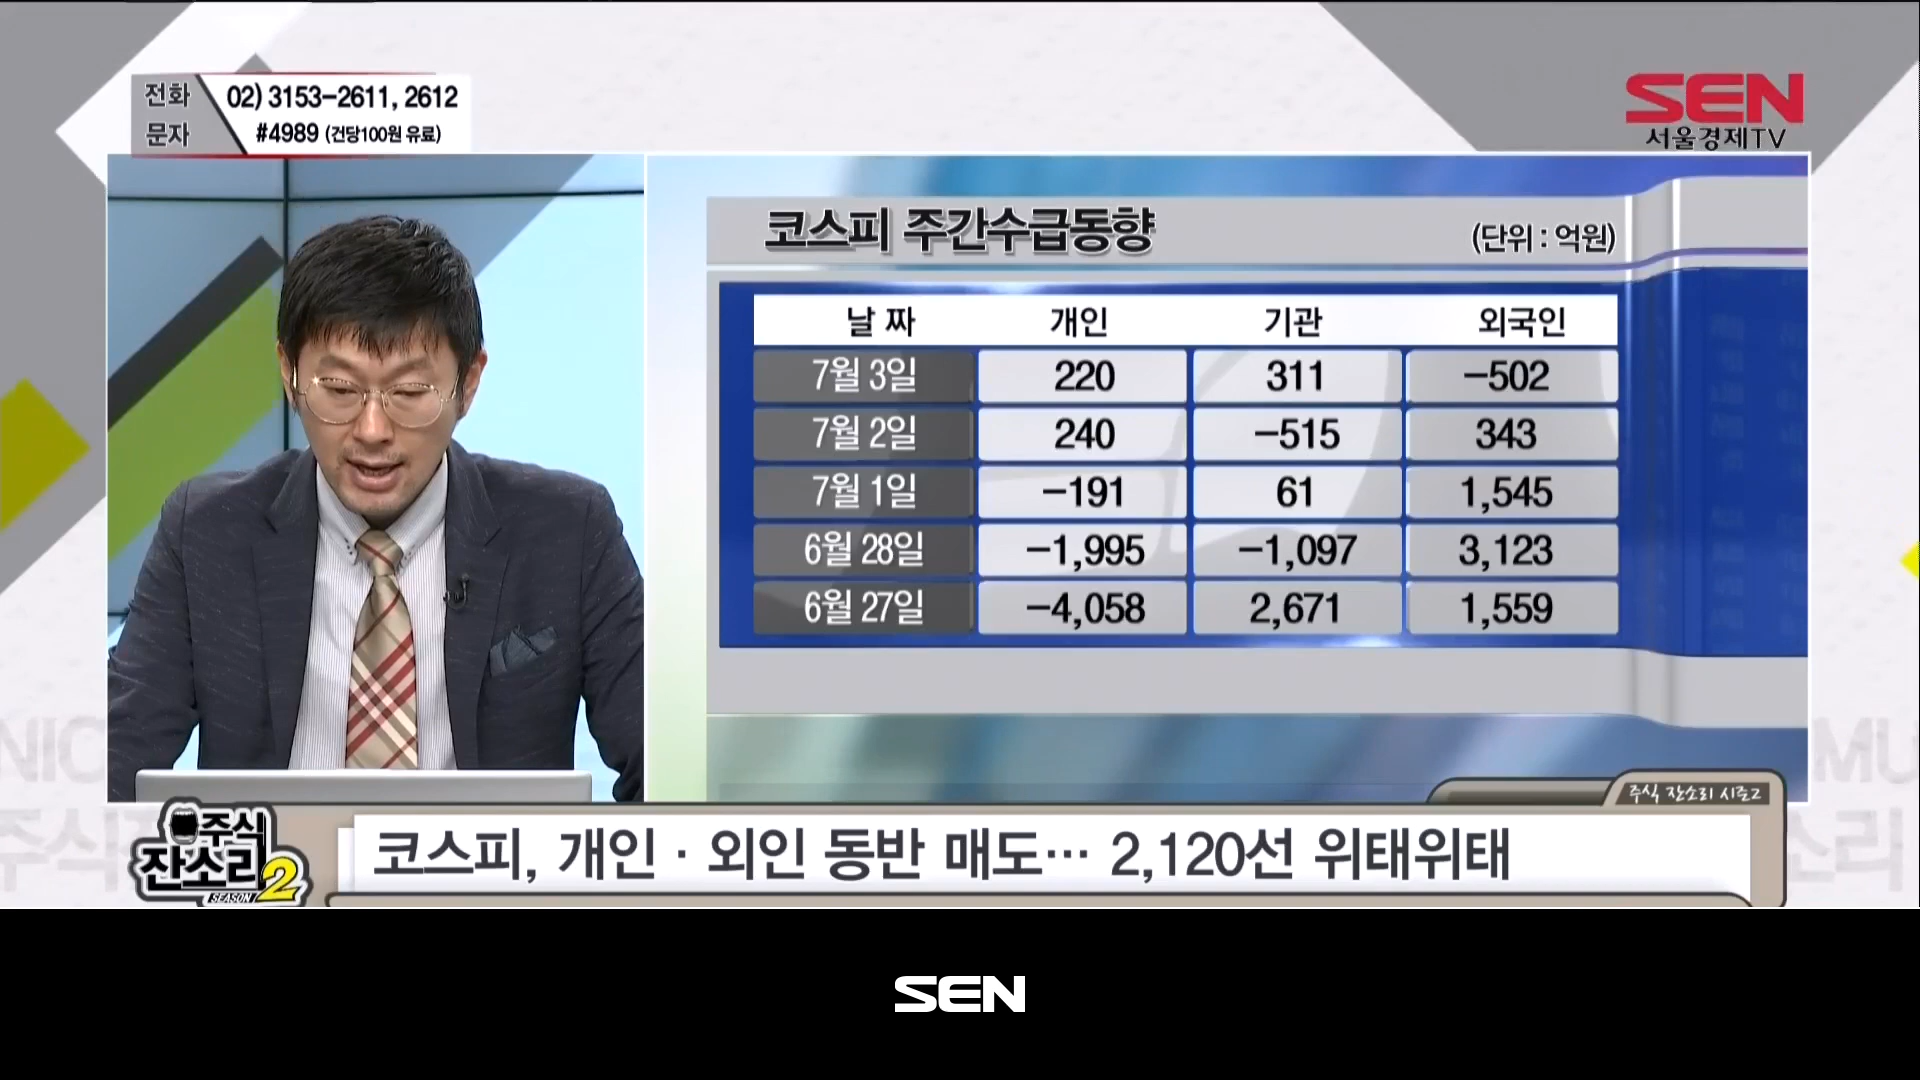 전화 02) 3153-2611, 2612
문자 #4989 (건당100원 유료)
SEN
서울경제TV
코스피 주간수급동향 (단위 : 억원)
날 짜 개인 기관 외국인
7월 3일 220 311 -502
7월 2일 240 -515 343
7월 1일 -191 61 1,545
6월 28일 -1,995 -1,097 3,123
6월 27일 -4,058 2,671 1,559
주식 잔소리 시즌2
주식
잔소리 2
SEASON
코스피, 개인 · 외인 동반 매도… 2,120선 위태위태
SEN